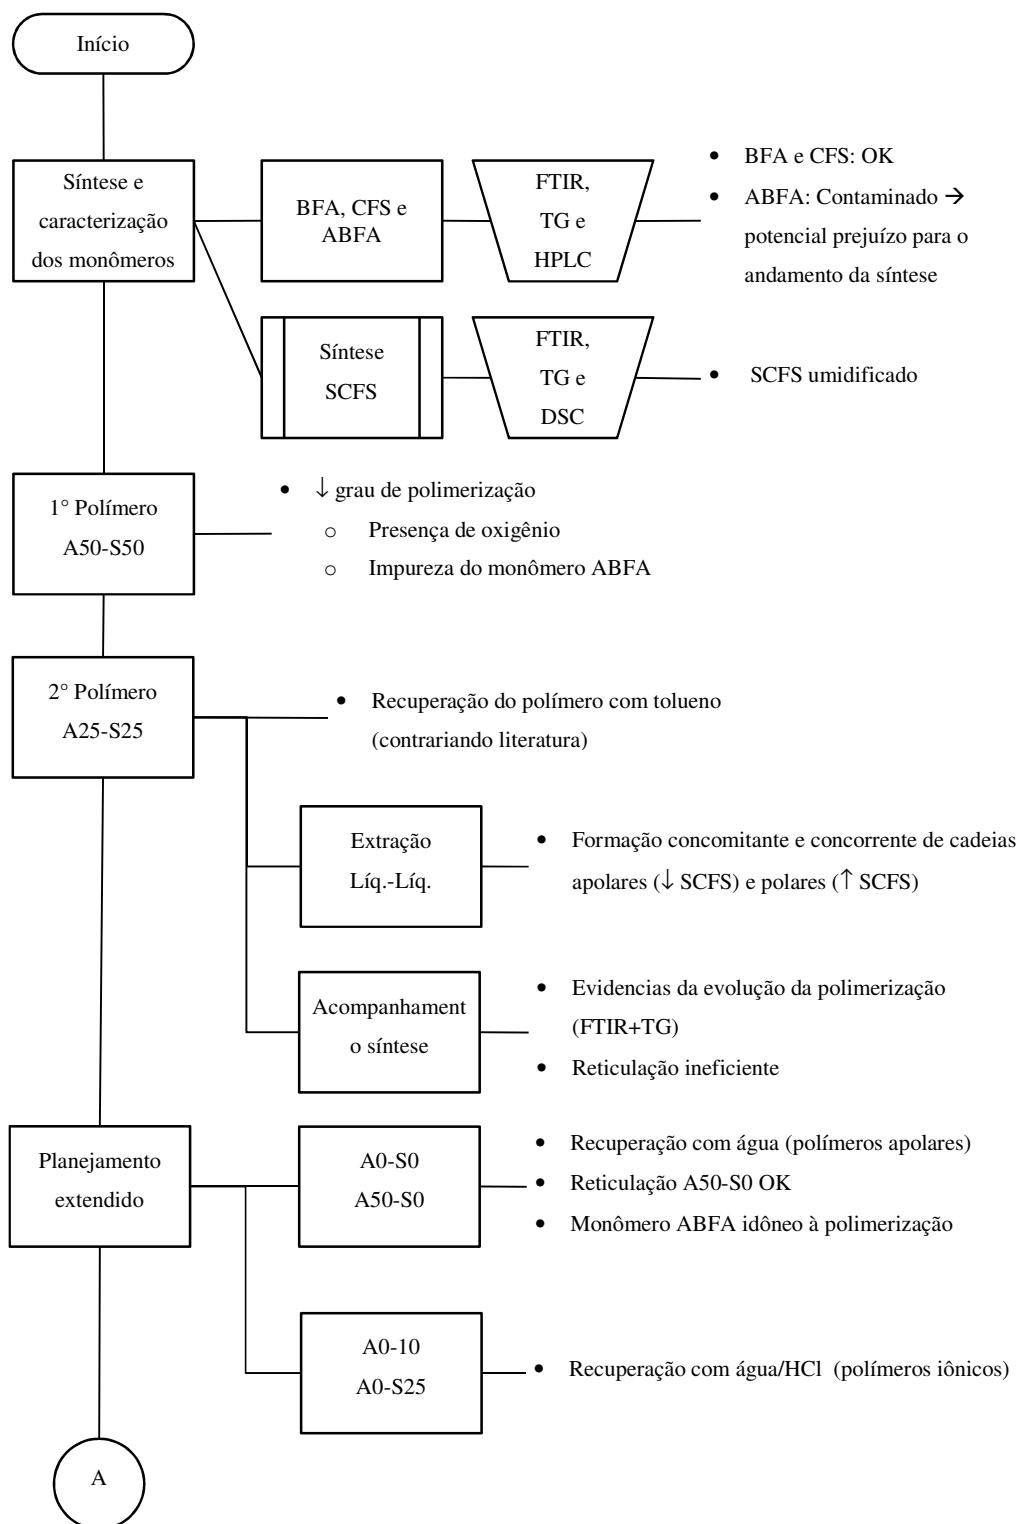 Início
Síntese e
caracterização
dos monômeros
BFA, CFS e
ABFA
FTIR,
TG e
HPLC
• BFA e CFS: OK
• ABFA: Contaminado →
potencial prejuízo para o
andamento da síntese
Síntese
SCFS
FTIR,
TG e
DSC
• SCFS umidificado
1° Polímero
A50-S50
• ↓ grau de polimerização
o Presença de oxigênio
o Impureza do monômero ABFA
2° Polímero
A25-S25
• Recuperação do polímero com tolueno
(contrariando literatura)
Extração
Líq.-Líq.
• Formação concomitante e concorrente de cadeias
apolares (↓ SCFS) e polares (↑ SCFS)
Acompanhament
o síntese
• Evidencias da evolução da polimerização
(FTIR+TG)
• Reticulação ineficiente
Planejamento
extendido
A0-S0
A50-S0
• Recuperação com água (polímeros apolares)
• Reticulação A50-S0 OK
• Monômero ABFA idôneo à polimerização
A0-10
A0-S25
• Recuperação com água/HCl (polímeros iônicos)
A